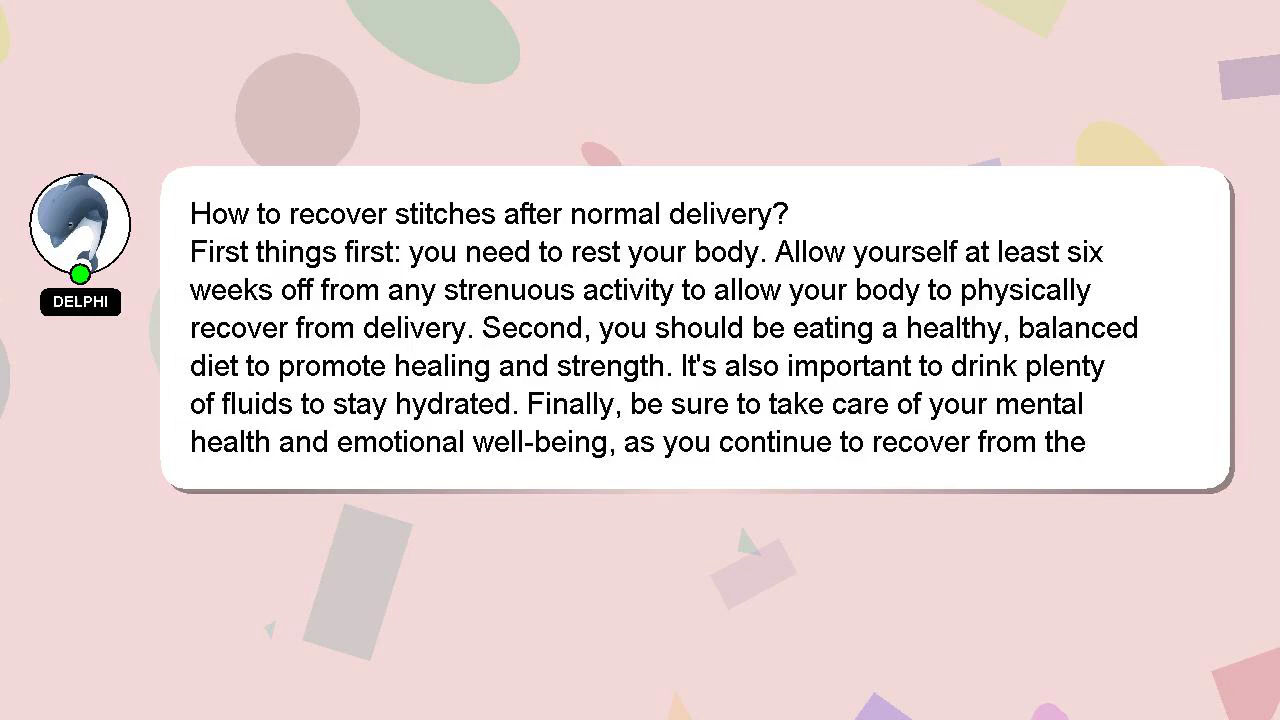 How to recover stitches after normal delivery?
First things first: you need to rest your body. Allow yourself at least six
weeks off from any strenuous activity to allow your body to physically
recover from delivery. Second, you should be eating a healthy, balanced
diet to promote healing and strength. It's also important to drink plenty
of fluids to stay hydrated. Finally, be sure to take care of your mental
health and emotional well-being, as you continue to recover from the
DELPHI